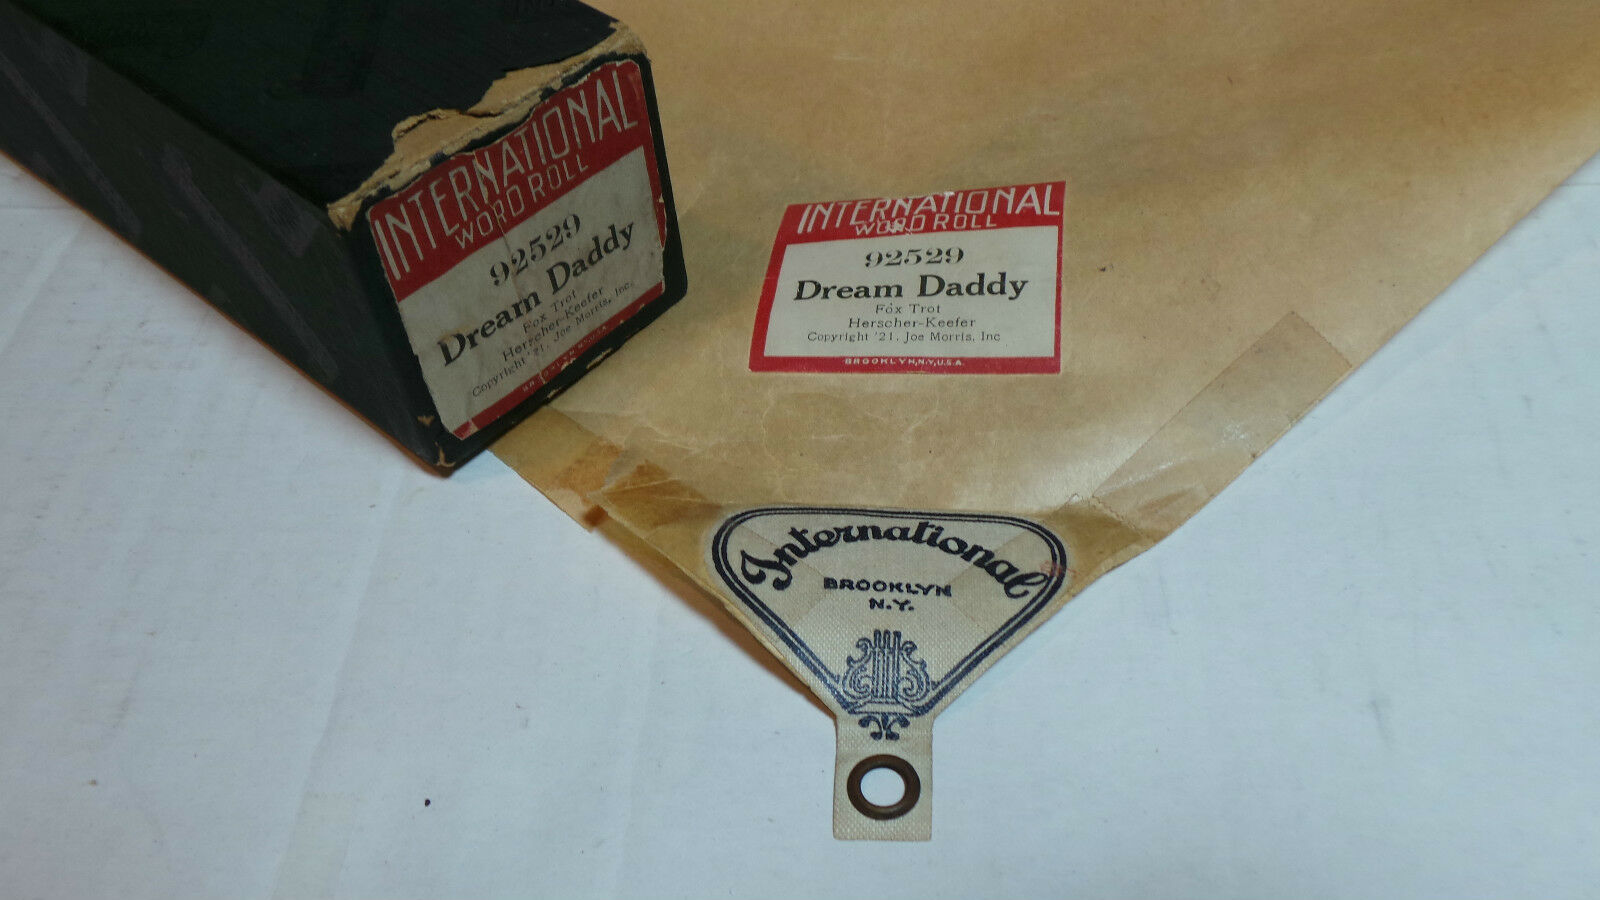 INTERNATIONAL
WORD ROLL
92529
Dream Daddy
Fox Trot
Herscher-Keefer
Copyright '21, Joe Morris, Inc.
BROOKLYN, N.Y., U.S.A.
INTERNATIONAL
WORD ROLL
92529
Dream Daddy
Fox Trot
Herscher-Keefer
Copyright '21, Joe Morris, Inc
BROOKLYN, N.Y., U.S.A.
International
BROOKLYN
N.Y.